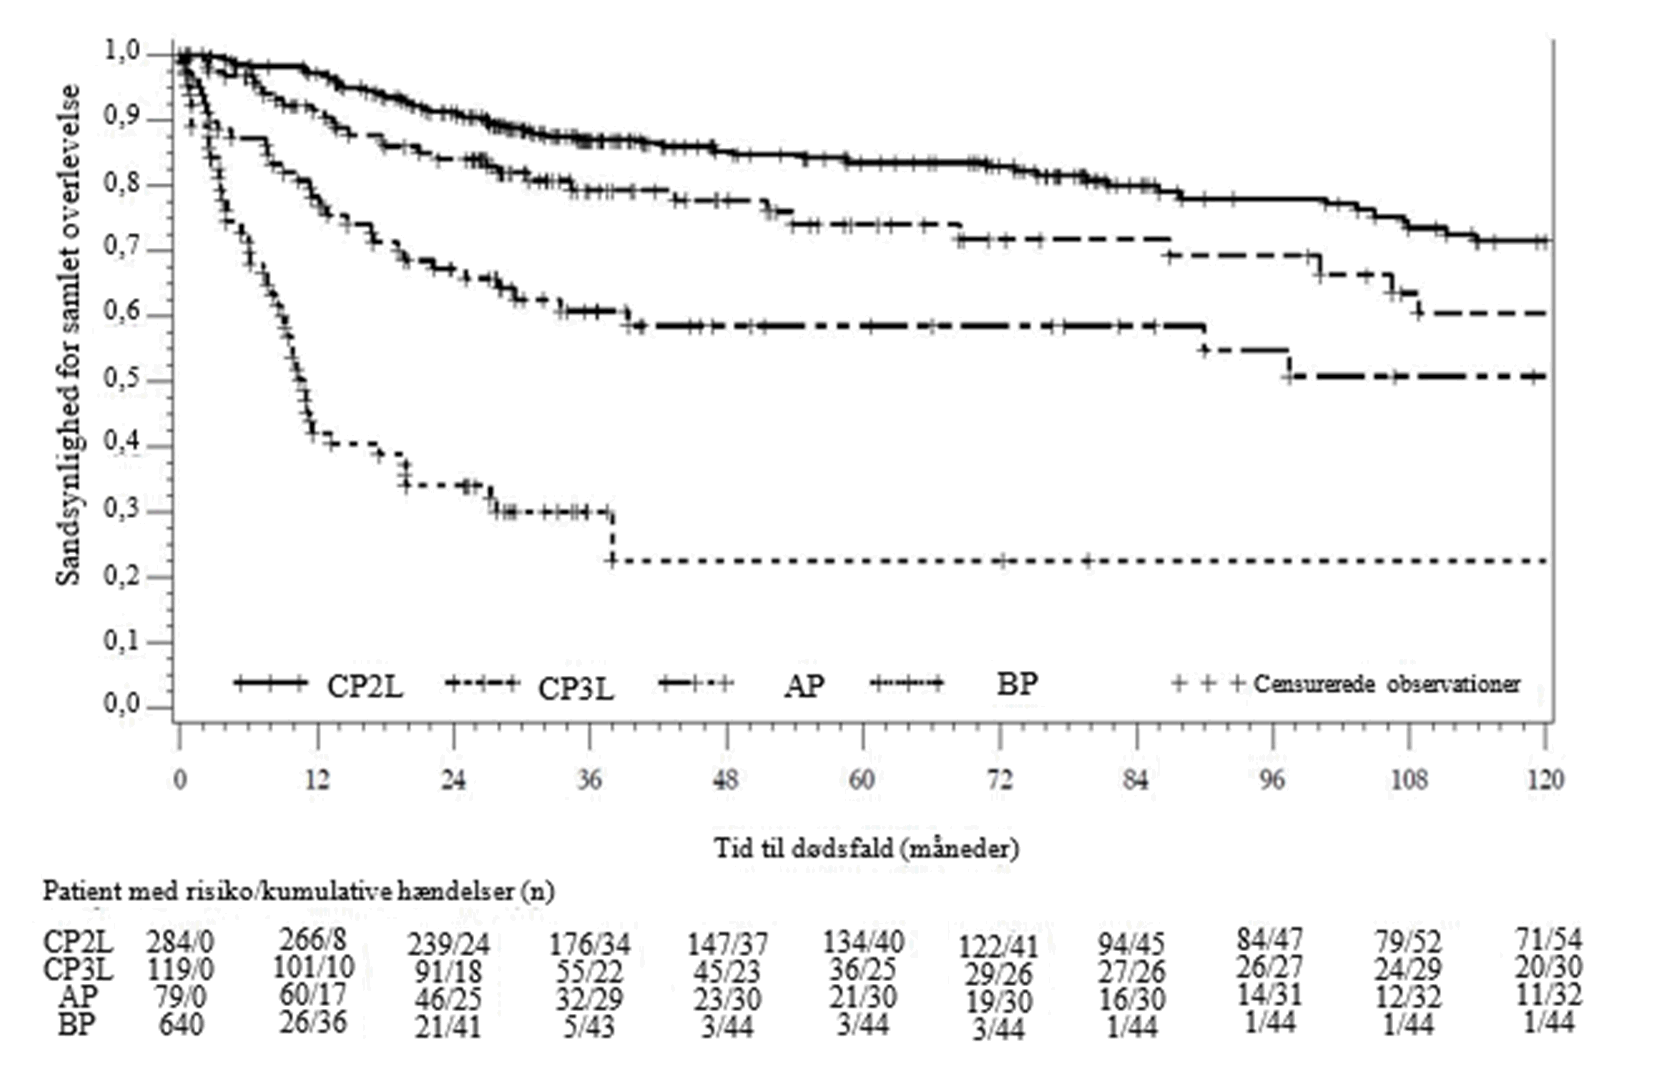 Sandsynlighed for samlet overlevelse
1,0
0,9
0,8
0,7
0,6
0,5
0,4
0,3
0,2
0,1
0,0
CP2L CP3L AP BP Censurerede observationer
0 12 24 36 48 60 72 84 96 108 120
Tid til dødsfald (måneder)
Patient med risiko/kumulative hændelser (n)
CP2L 284/0 266/8 239/24 176/34 147/37 134/40 122/41 94/45 84/47 79/52 71/54
CP3L 119/0 101/10 91/18 55/22 45/23 36/25 29/26 27/26 26/27 24/29 20/30
AP 79/0 60/17 46/25 32/29 23/30 21/30 19/30 16/30 14/31 12/32 11/32
BP 640 26/36 21/41 5/43 3/44 3/44 3/44 1/44 1/44 1/44 1/44